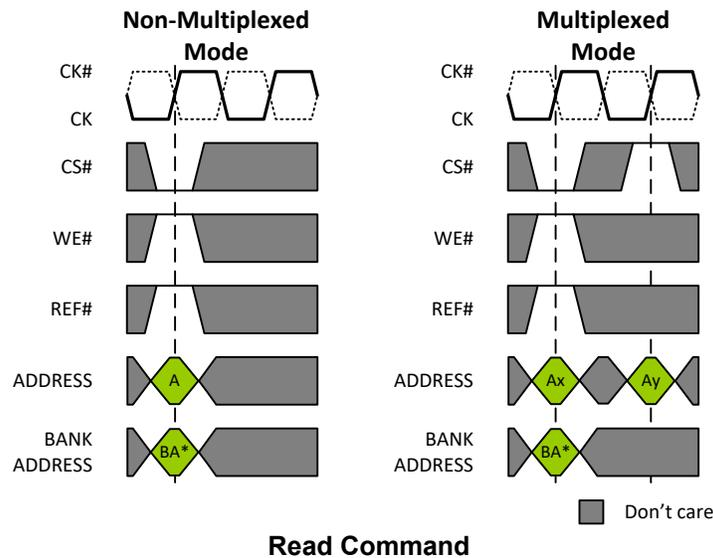 Non-Multiplexed
Mode
CK#
CK
CS#
WE#
REF#
ADDRESS
A
BANK
ADDRESS
BA*
Multiplexed
Mode
CK#
CK
CS#
WE#
REF#
ADDRESS
Ax
Ay
BANK
ADDRESS
BA*
Don't care
Read Command